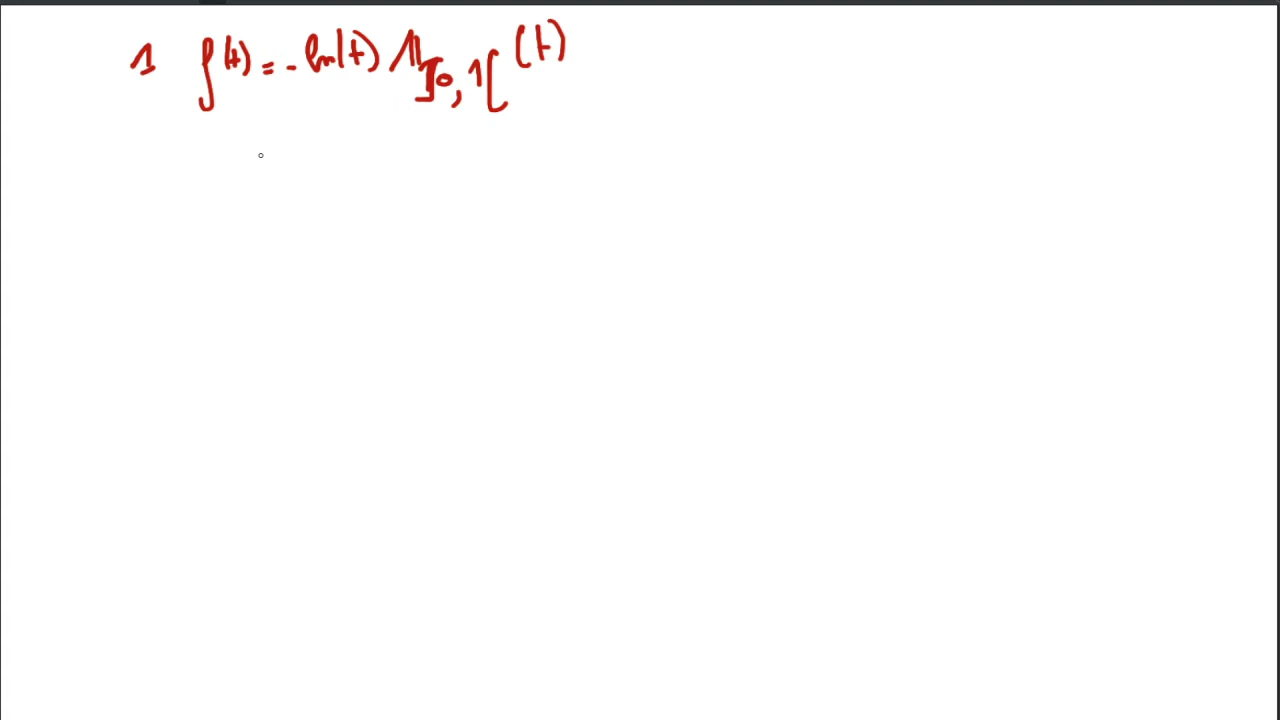 1 f(t) = - ln(t) 𝟙]0, 1[ (t)